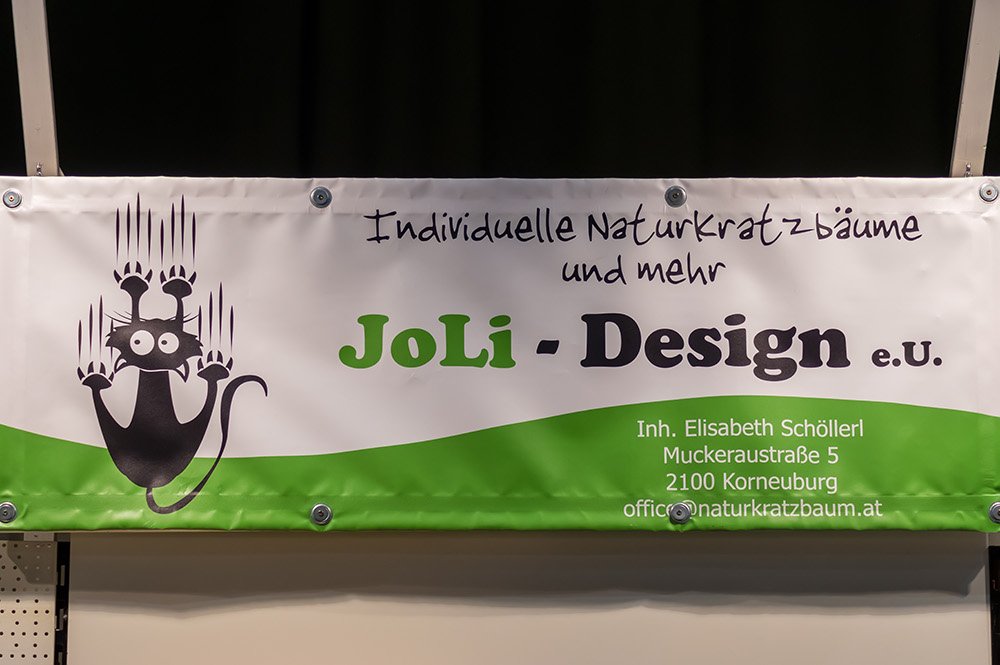 Individuelle Naturkratzbäume
und mehr
JoLi - Design e.U.
Inh. Elisabeth Schöllerl
Muckeraustraße 5
2100 Korneuburg
office@naturkratzbaum.at